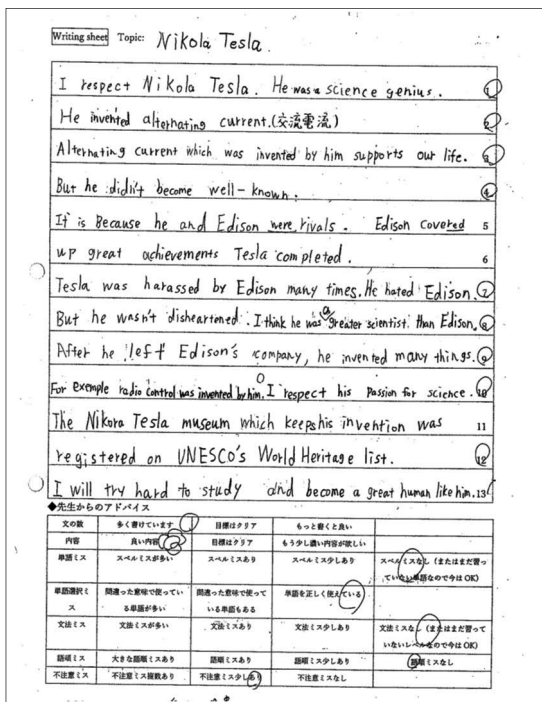 Writing sheet Topic: Nikola Tesla.
I respect Nikola Tesla. He was a science genius. 1
He invented alternating current.(交流電流) 2
Alternating current which was invented by him supports our life. 3
But he didn't become well-known. 4
It is Because he and Edison were rivals. Edison covered 5
up great achievements Tesla completed. 6
Tesla was harassed by Edison many times. He hated Edison. 7
But he wasn't disheartened. I think he was a greater scientist than Edison. 8
After he left Edison's company, he invented many things. 9
For exemple radio control was invented by him. I respect his passion for science. 10
The Nikora Tesla museum which keeps his invention was 11
registered on UNESCO's World Heritage list. 12
I will try hard to study and become a great human like him. 13
◆先生からのアドバイス
文の数 多く書けています 目標はクリア もっと書くと良い
内容 良い内容 目標はクリア もう少し濃い内容が欲しい
単語ミス スペルミスが多い スペルミスあり スペルミス少しあり スペルミスなし（またはまだ習っていない単語なので今は OK）
単語選択ミス 間違った意味で使っている単語が多い 間違った意味で使っている単語もある 単語を正しく使えている
文法ミス 文法ミスが多い 文法ミスあり 文法ミス少しあり 文法ミスなし（またはまだ習っていないレベルなので今は OK）
語順ミス 大きな語順ミスあり 語順ミスあり 語順ミス少しあり 語順ミスなし
不注意ミス 不注意ミス複数あり 不注意ミス少しあり 不注意ミスなし